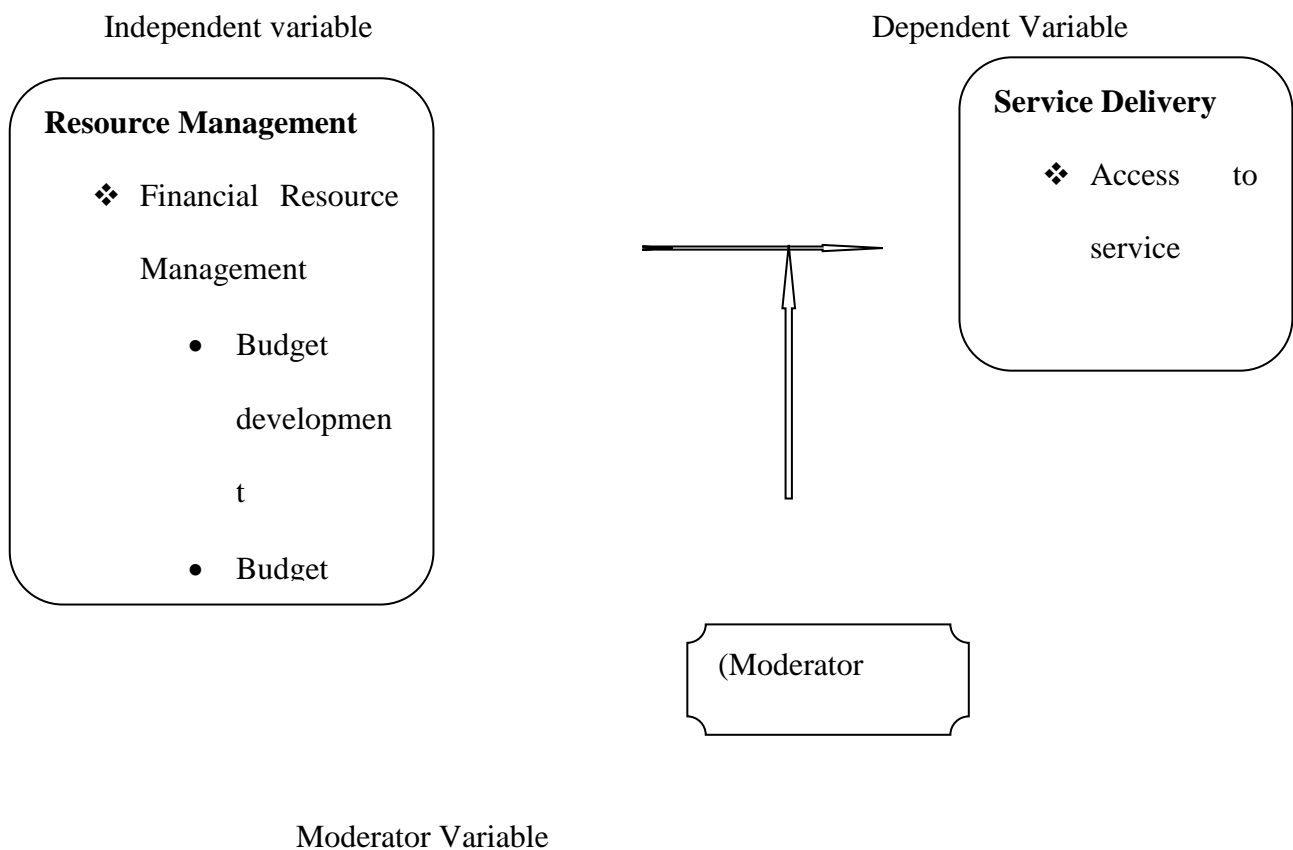 Independent variable
Dependent Variable
Resource Management
❖ Financial Resource
Management
• Budget
developmen
t
• Budget
Service Delivery
❖ Access to
service
(Moderator
Moderator Variable